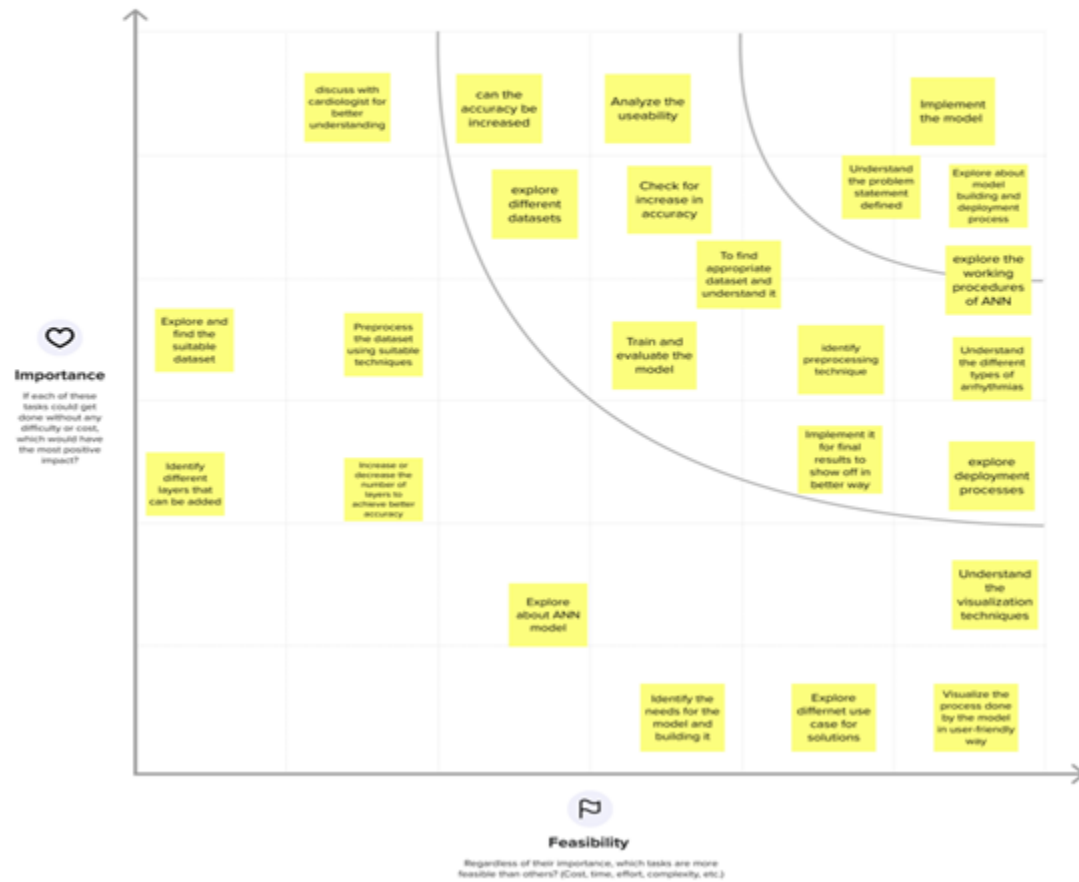 discuss with
cardiologist for
better
understanding
can the
accuracy be
increased
Analyze the
useability
Implement
the model
explore
different
datasets
Check for
increase in
accuracy
Understand
the problem
statement
defined
Explore about
model
building and
deployment
process
To find
appropriate
dataset and
understand it
explore the
working
procedures
of ANN
Explore and
find the
suitable
dataset
Preprocess
the dataset
using suitable
techniques
Train and
evaluate the
model
identify
preprocessing
technique
Understand
the different
types of
arrhythmias
Importance
If each of these
tasks could get
done without any
difficulty or cost,
which would have
the most positive
impact?
Identify
different
layers that
can be added
Increase or
decrease the
number of
layers to
achieve better
accuracy
Implement it
for final
results to
show off in
better way
explore
deployment
processes
Explore
about ANN
model
Understand
the
visualization
techniques
Identify the
needs for the
model and
building it
Explore
differnet use
case for
solutions
Visualize the
process done
by the model
in user-friendly
way
Feasibility
Regardless of their importance, which tasks are more
feasible than others? (Cost, time, effort, complexity, etc.)